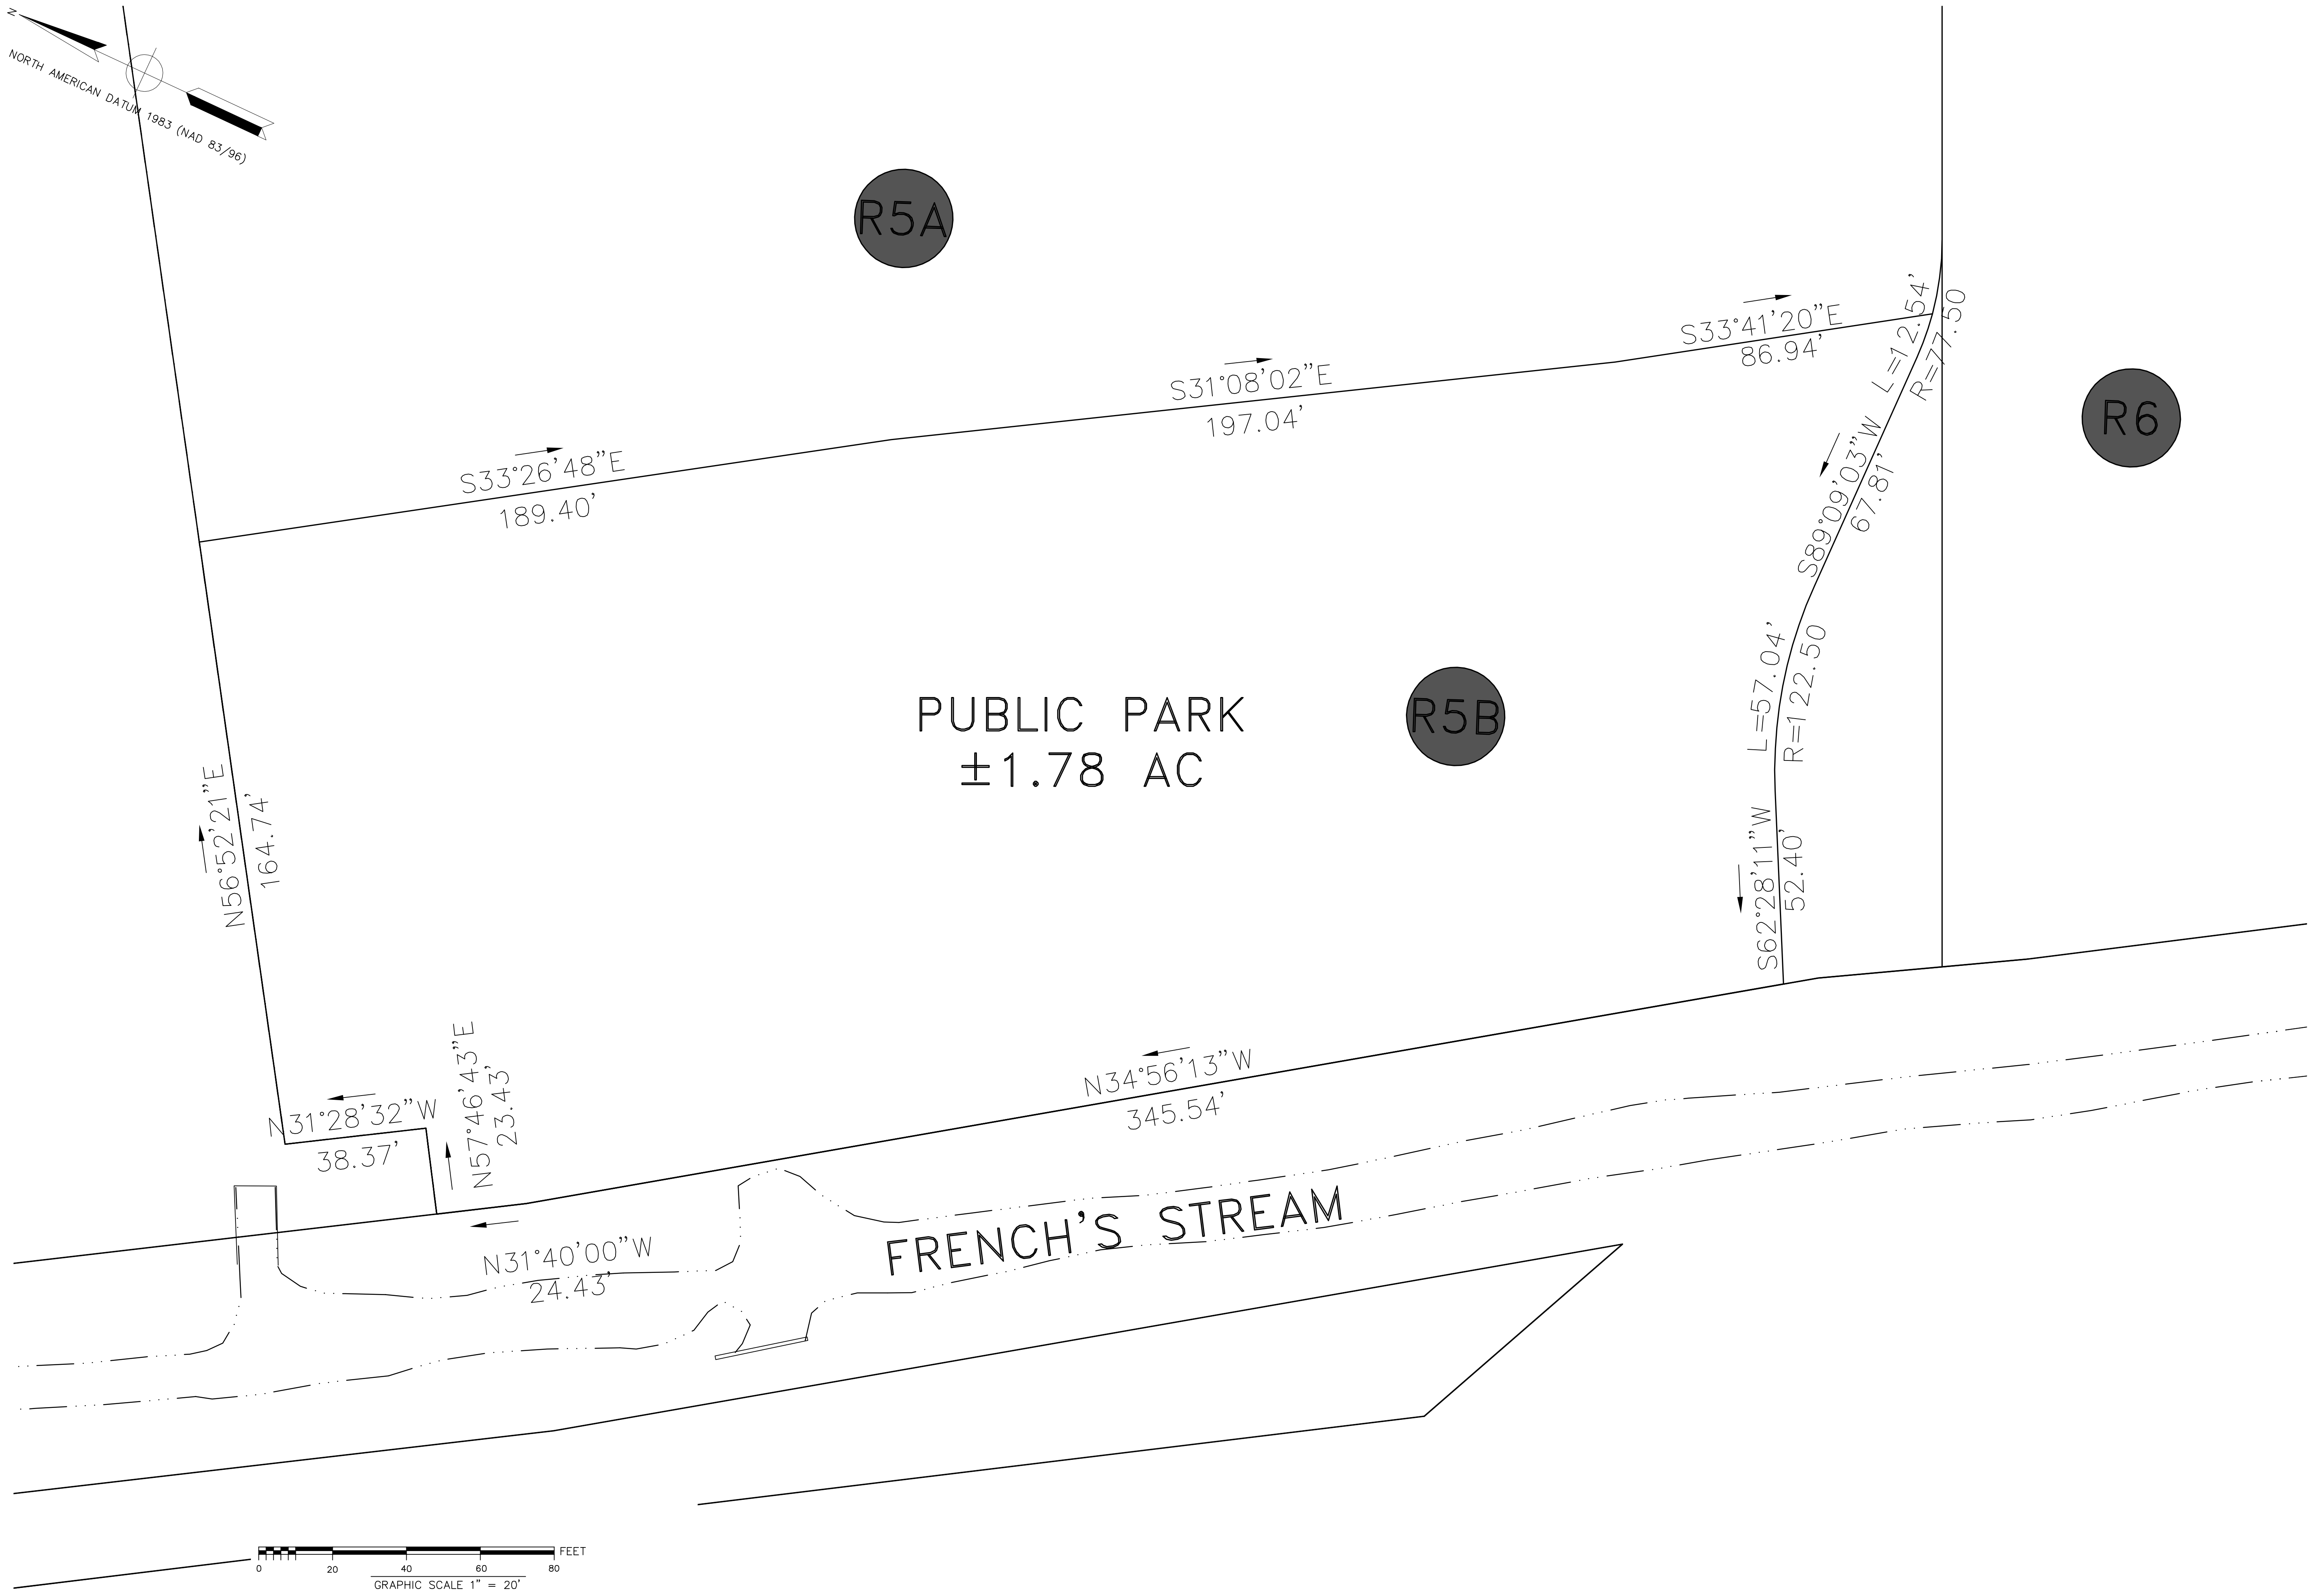 N
NORTH AMERICAN DATUM 1983 (NAD 83/96)
R5A
S33°41'20"E
86.94'
L=12.54'
R=77.50
S31°08'02"E
197.04'
R6
S33°26'48"E
189.40'
S89°09'03"W
67.81'
L=57.04'
R=122.50
PUBLIC PARK
±1.78 AC
R5B
N56°52'21"E
164.74'
S62°28'11"W
52.40'
N34°56'13"W
345.54'
N31°28'32"W
38.37'
N57°46'43"E
23.43'
N31°40'00"W
24.43'
FRENCH'S STREAM
FEET
0 20 40 60 80
GRAPHIC SCALE 1" = 20'